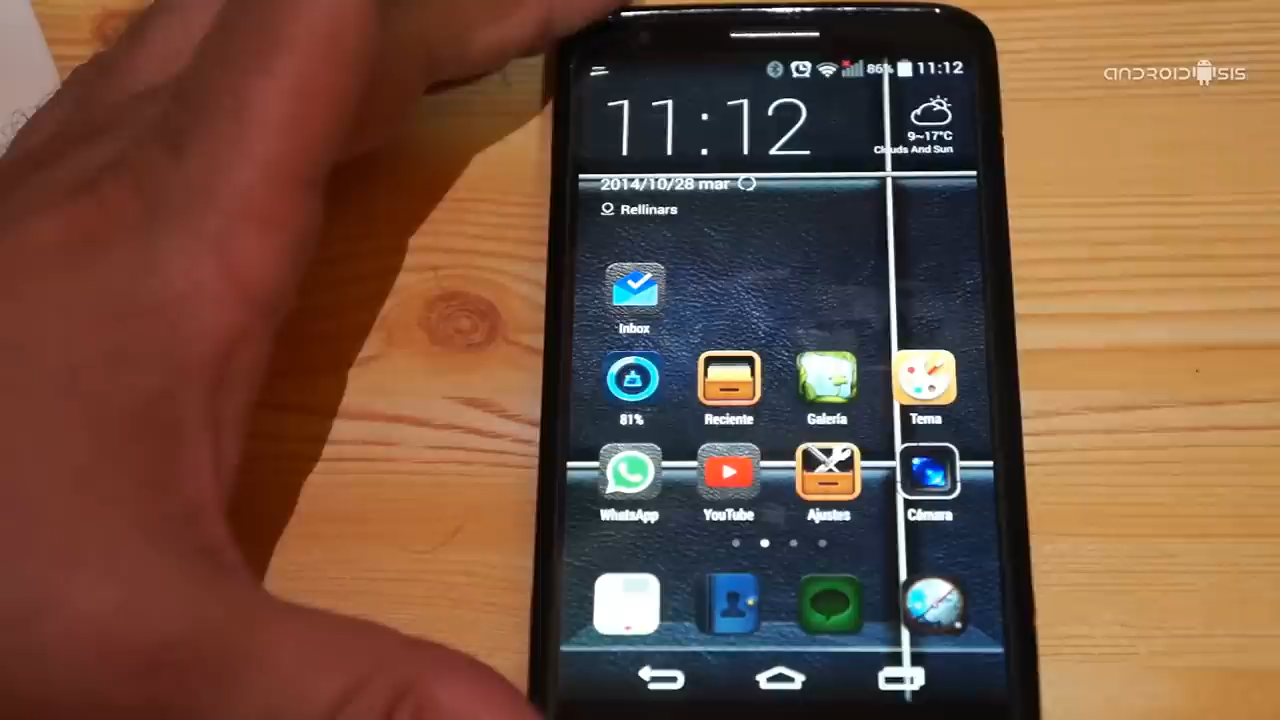 ANDROIDSIS
86% 11:12
11:12
9~17°C
Clouds And Sun
2014/10/28 mar
Rellinars
Inbox
81%
Reciente
Galería
Tema
WhatsApp
YouTube
Ajustes
Cámara